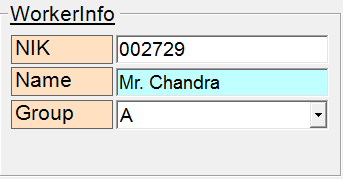 WorkerInfo
NIK 002729
Name Mr. Chandra
Group A